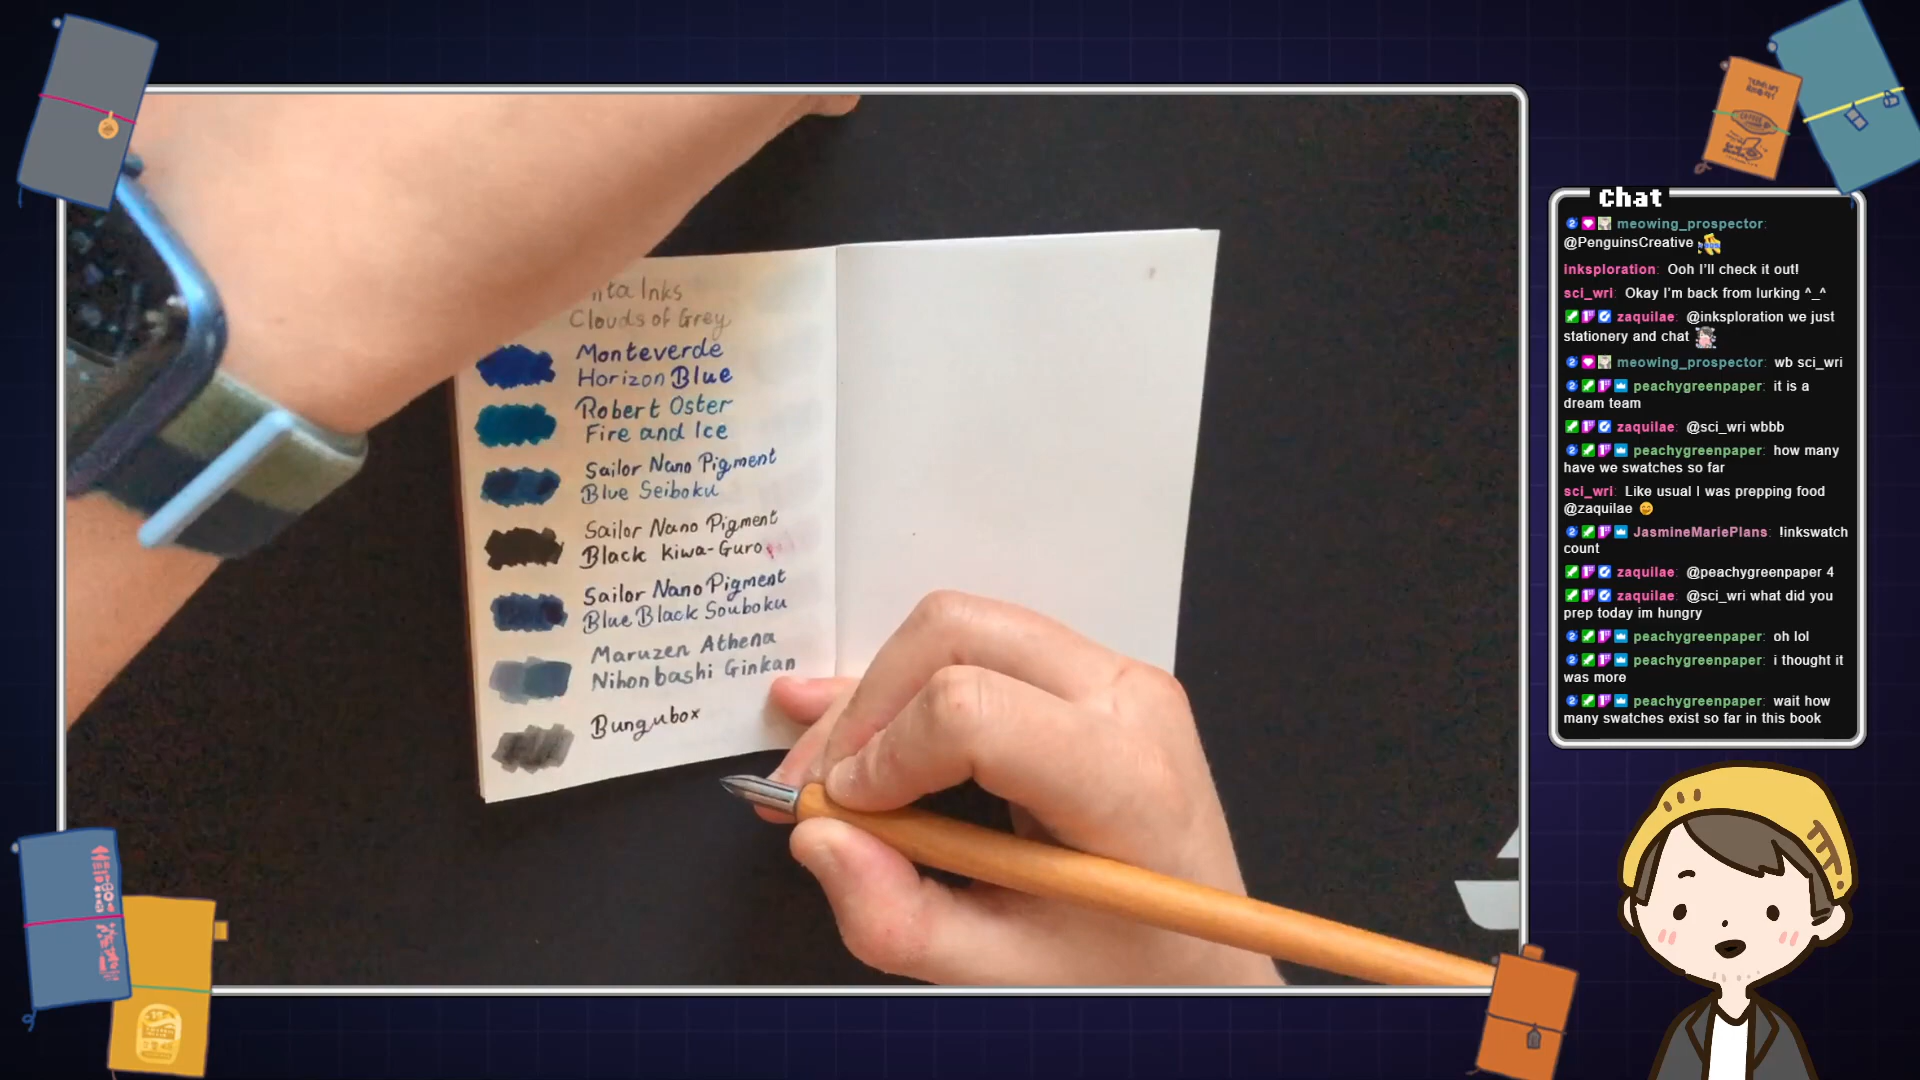 Inks
Clouds of Grey
Monteverde
Horizon Blue
Robert Oster
Fire and Ice
Sailor Nano Pigment
Blue Seiboku
Sailor Nano Pigment
Black Kiwa-Guro
Sailor Nano Pigment
Blue Black Souboku
Maruzen Athena
Nihonbashi Ginkan
Bungubox
chat
meowing_prospector:
@PenguinsCreative
inksploration: Ooh I'll check it out!
sci_wri: Okay I'm back from lurking ^_^
zaquilae: @inksploration we just
stationery and chat
meowing_prospector: wb sci_wri
peachygreenpaper: it is a
dream team
zaquilae: @sci_wri wbbb
peachygreenpaper: how many
have we swatches so far
sci_wri: Like usual I was prepping food
@zaquilae 😊
JasmineMariePlans: !inkswatch
count
zaquilae: @peachygreenpaper 4
zaquilae: @sci_wri what did you
prep today im hungry
peachygreenpaper: oh lol
peachygreenpaper: i thought it
was more
peachygreenpaper: wait how
many swatches exist so far in this book